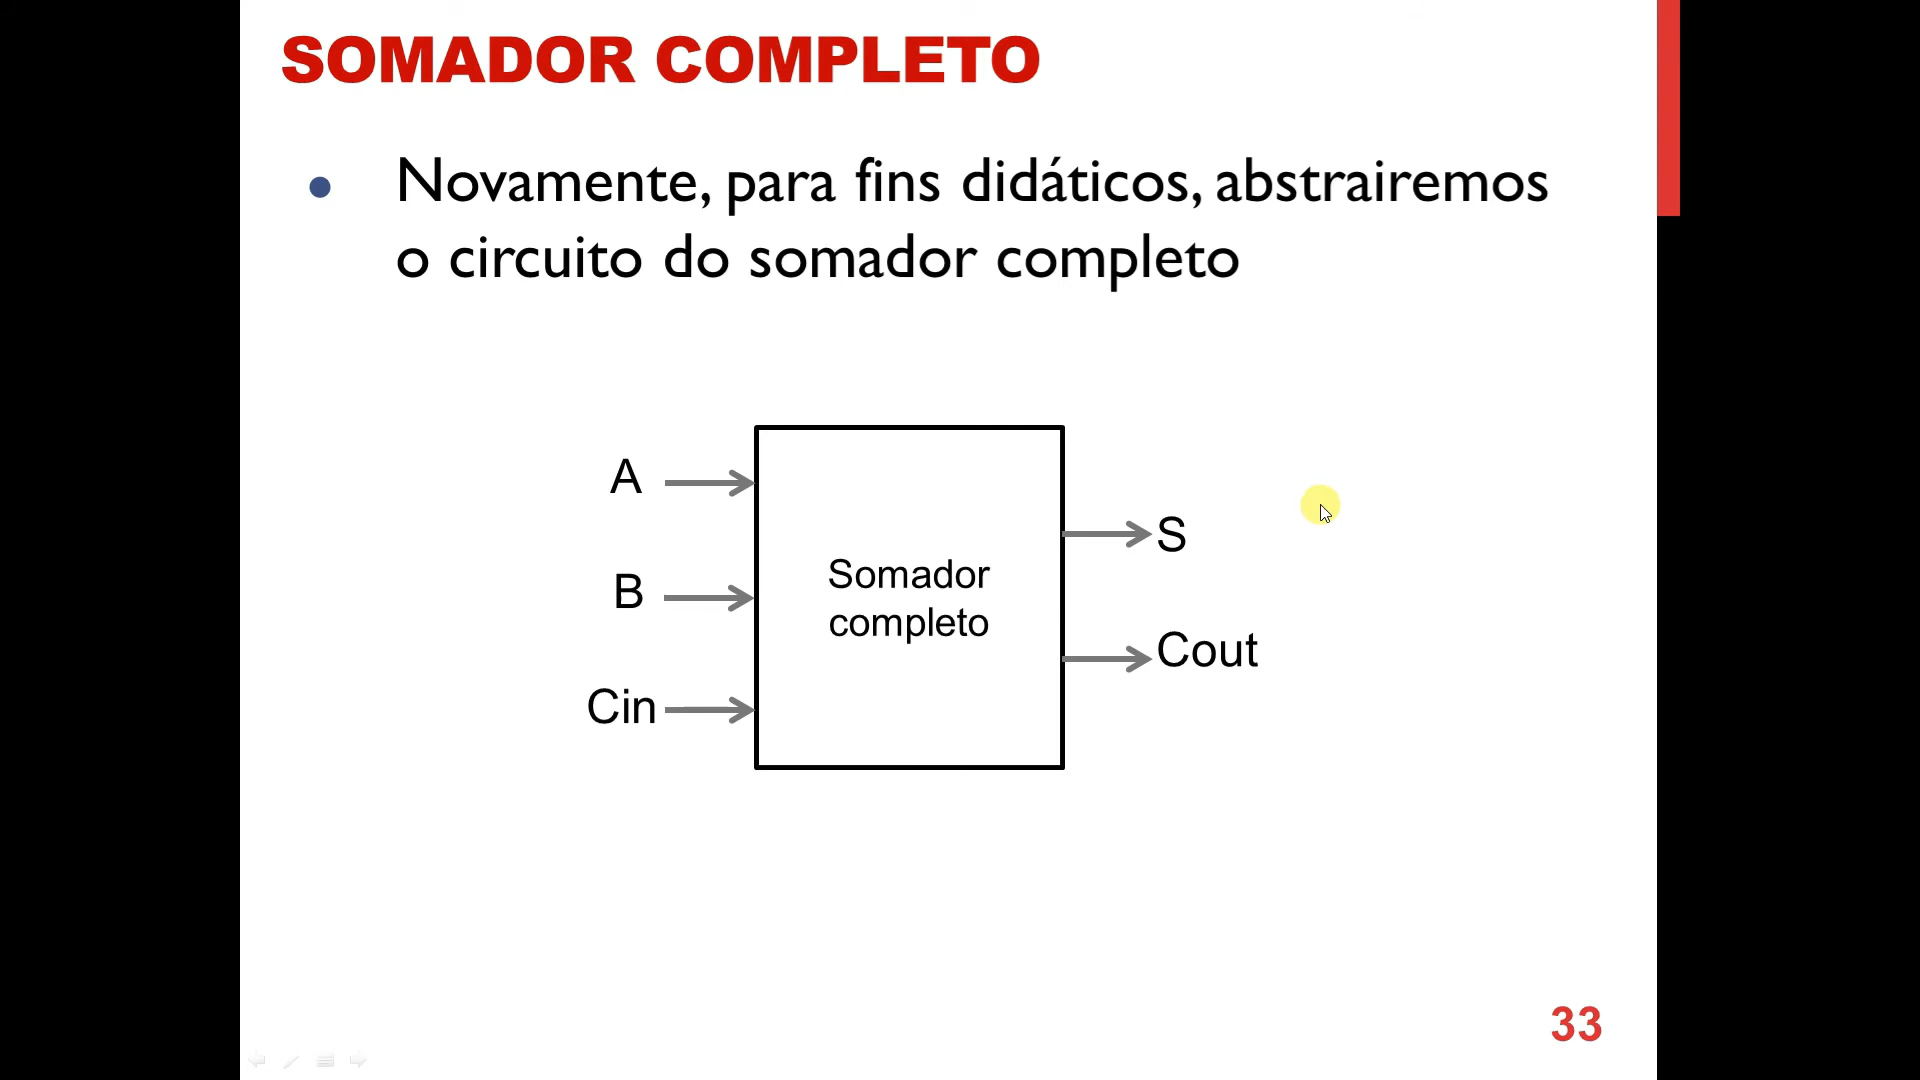 SOMADOR COMPLETO
• Novamente, para fins didáticos, abstrairemos
o circuito do somador completo
A
S
Somador
B
completo
Cout
Cin
33